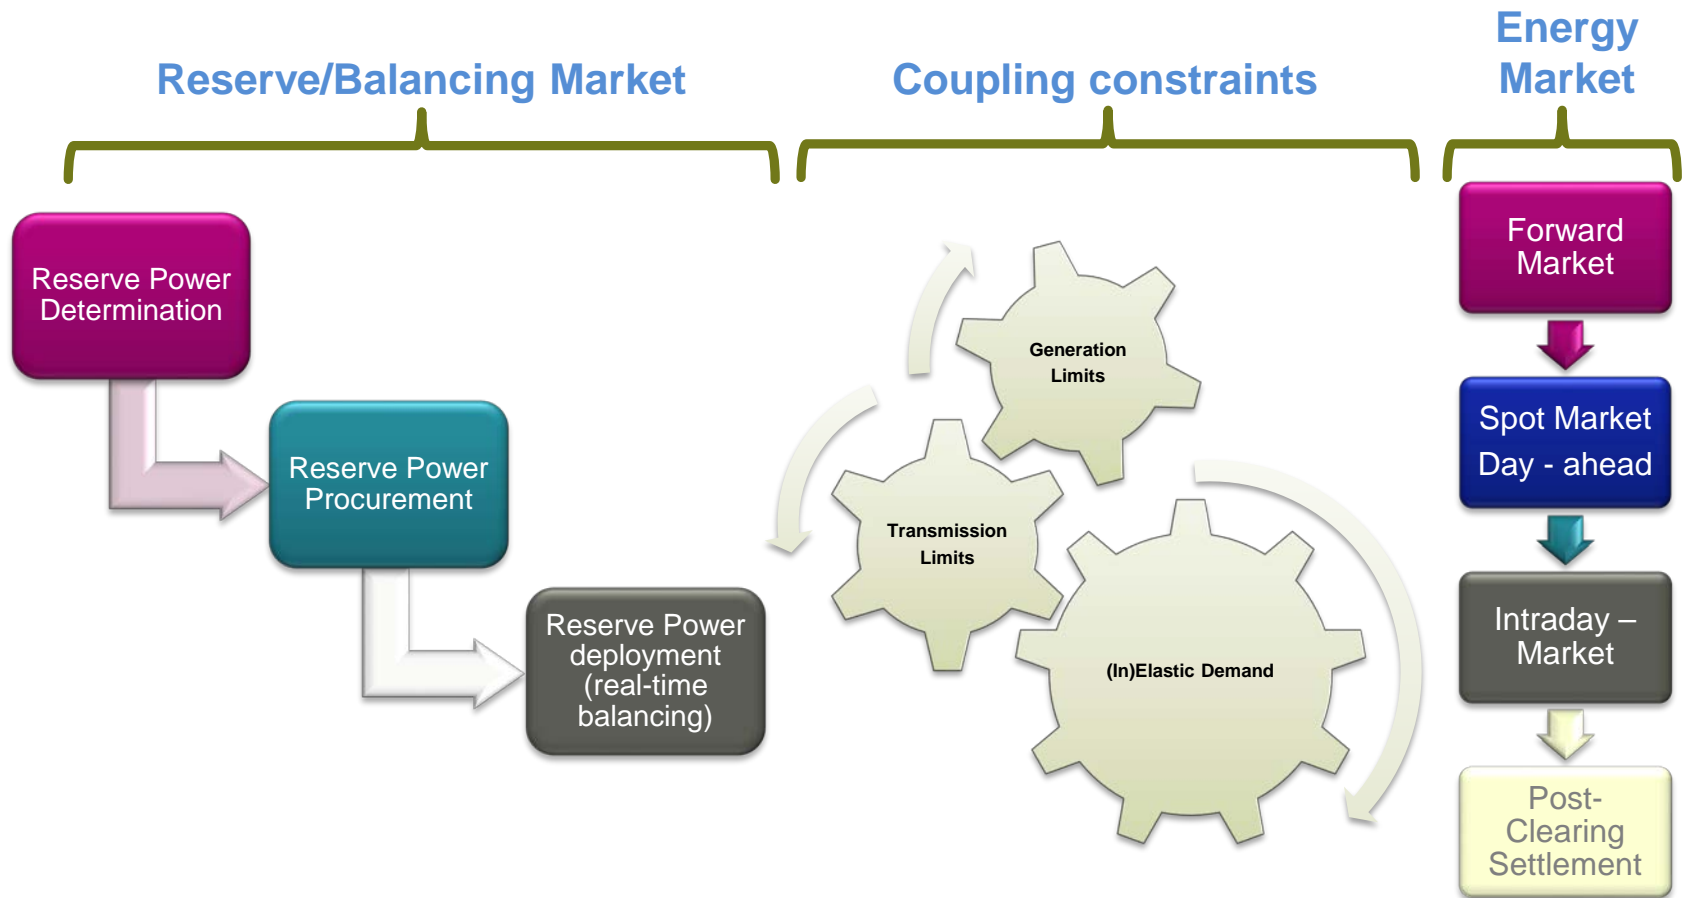 Reserve/Balancing Market
Reserve Power
Determination
Reserve Power
Procurement
Reserve Power
deployment
(real-time
balancing)
Coupling constraints
Generation
Limits
Transmission
Limits
(In)Elastic Demand
Energy
Market
Forward
Market
Spot Market
Day - ahead
Intraday –
Market
Post-
Clearing
Settlement